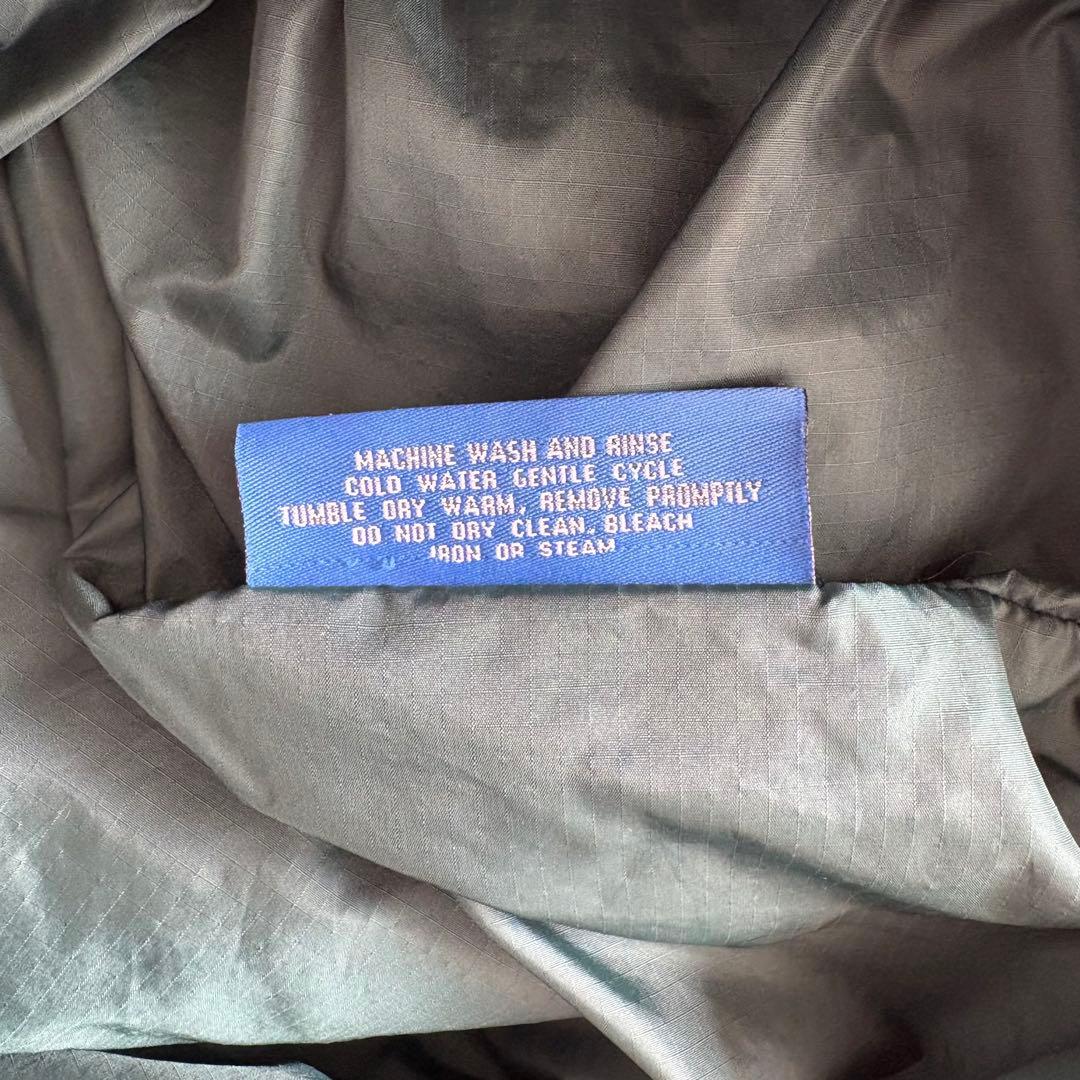 MACHINE WASH AND RINSE
COLD WATER GENTLE CYCLE
TUMBLE DRY WARM, REMOVE PROMPTLY
DO NOT DRY CLEAN, BLEACH
IRON OR STEAM